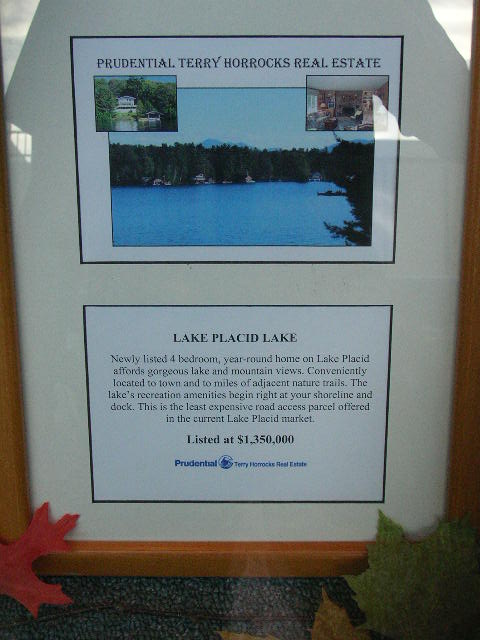 PRUDENTIAL TERRY HORROCKS REAL ESTATE
LAKE PLACID LAKE
Newly listed 4 bedroom, year-round home on Lake Placid
affords gorgeous lake and mountain views. Conveniently
located to town and to miles of adjacent nature trails. The
lake's recreation amenities begin right at your shoreline and
dock. This is the least expensive road access parcel offered
in the current Lake Placid market.
Listed at $1,350,000
Prudential Terry Horrocks Real Estate